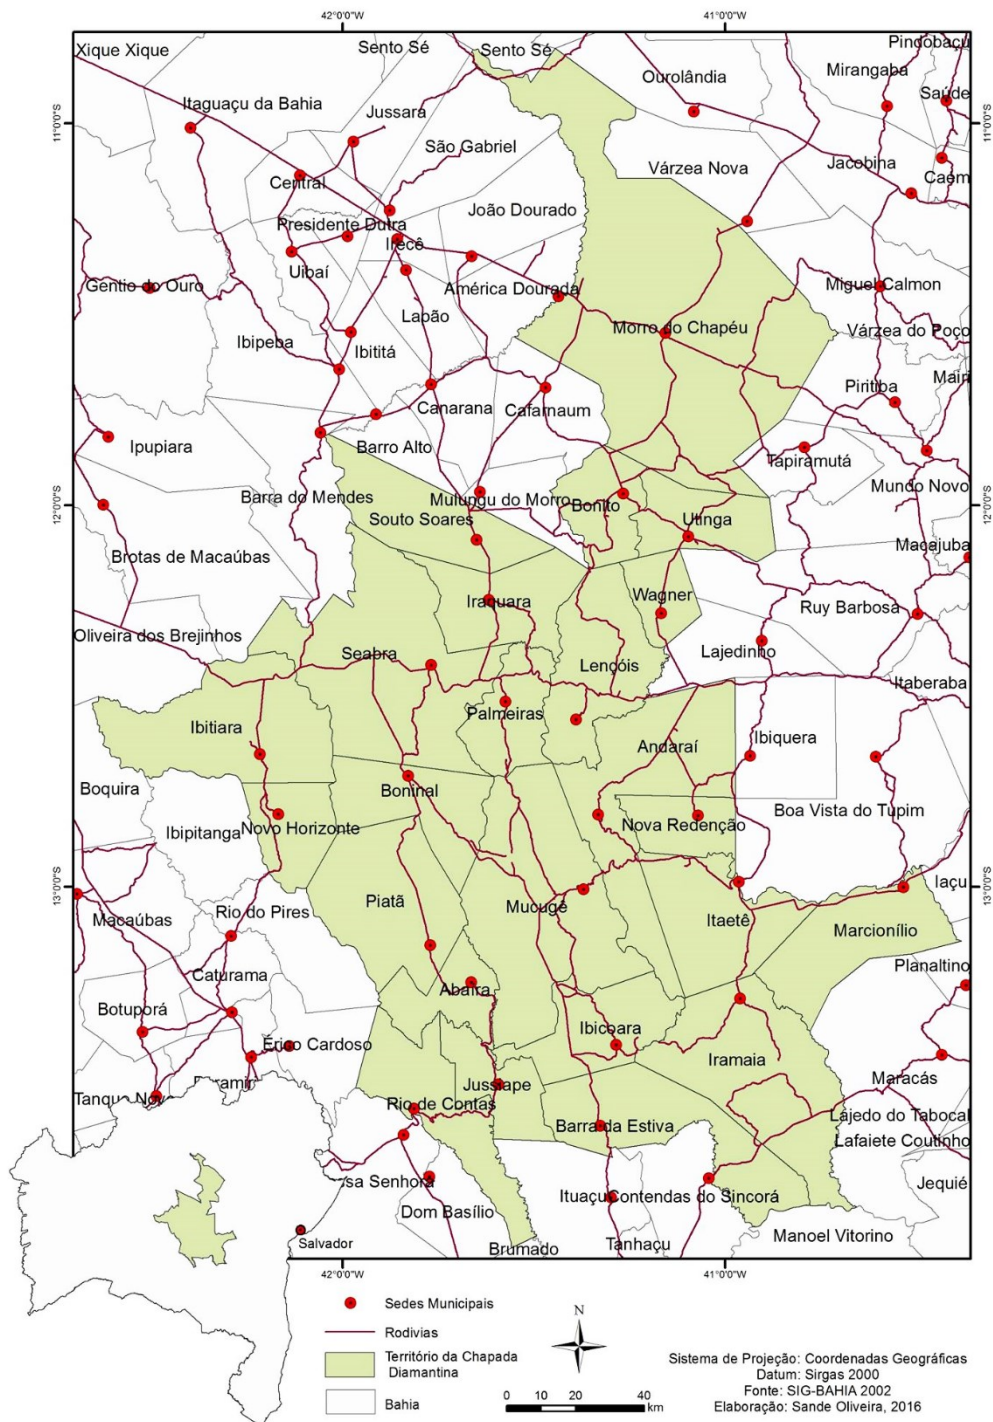 42°0'0"W
41°0'0"W
Xique Xique
Sento Sé
Sento Sé
Pindobaçu
Ourolândia
Mirangaba
Saúde
Itaguaçu da Bahia
Jussara
11°0'0"S
11°0'0"S
São Gabriel
Várzea Nova
Jacobina
Caém
Central
João Dourado
Presidente Dutra
Irecê
Uibaí
Gentio do Ouro
América Dourada
Miguel Calmon
Lapão
Morro do Chapéu
Várzea do Poço
Ibipeba
Ibititá
Mairi
Piritiba
Canarana
Cafarnaum
Ipupiara
Barro Alto
Tapiramutá
Mundo Novo
Barra do Mendes
Mulungu do Morro
Bonito
12°0'0"S
12°0'0"S
Souto Soares
Utinga
Macajuba
Brotas de Macaúbas
Iraquara
Wagner
Ruy Barbosa
Oliveira dos Brejinhos
Seabra
Lençóis
Lajedinho
Itaberaba
Palmeiras
Ibitiara
Andaraí
Ibiquera
Boquira
Boninal
Boa Vista do Tupim
Ibipitanga
Novo Horizonte
Nova Redenção
13°0'0"S
13°0'0"S
Iaçu
Piatã
Mucugê
Macaúbas
Rio do Pires
Itaetê
Marcionílio
Planaltino
Caturama
Abaíra
Botuporá
Ibicoara
Érico Cardoso
Iramaia
Jussiape
Maracás
Tanque Novo
Rio de Contas
Barra da Estiva
Lájedo do Tabocal
Lafaiete Coutinho
Jequié
sa Senhora
Ituaçu
Contendas do Sincorá
Dom Basílio
Manoel Vitorino
Salvador
Brumado
Tanhaçu
42°0'0"W
41°0'0"W
Sedes Municipais
N
Rodivias
Território da Chapada
Diamantina
Bahia
0 10 20 40
km
Sistema de Projeção: Coordenadas Geográficas
Datum: Sirgas 2000
Fonte: SIG-BAHIA 2002
Elaboração: Sande Oliveira, 2016